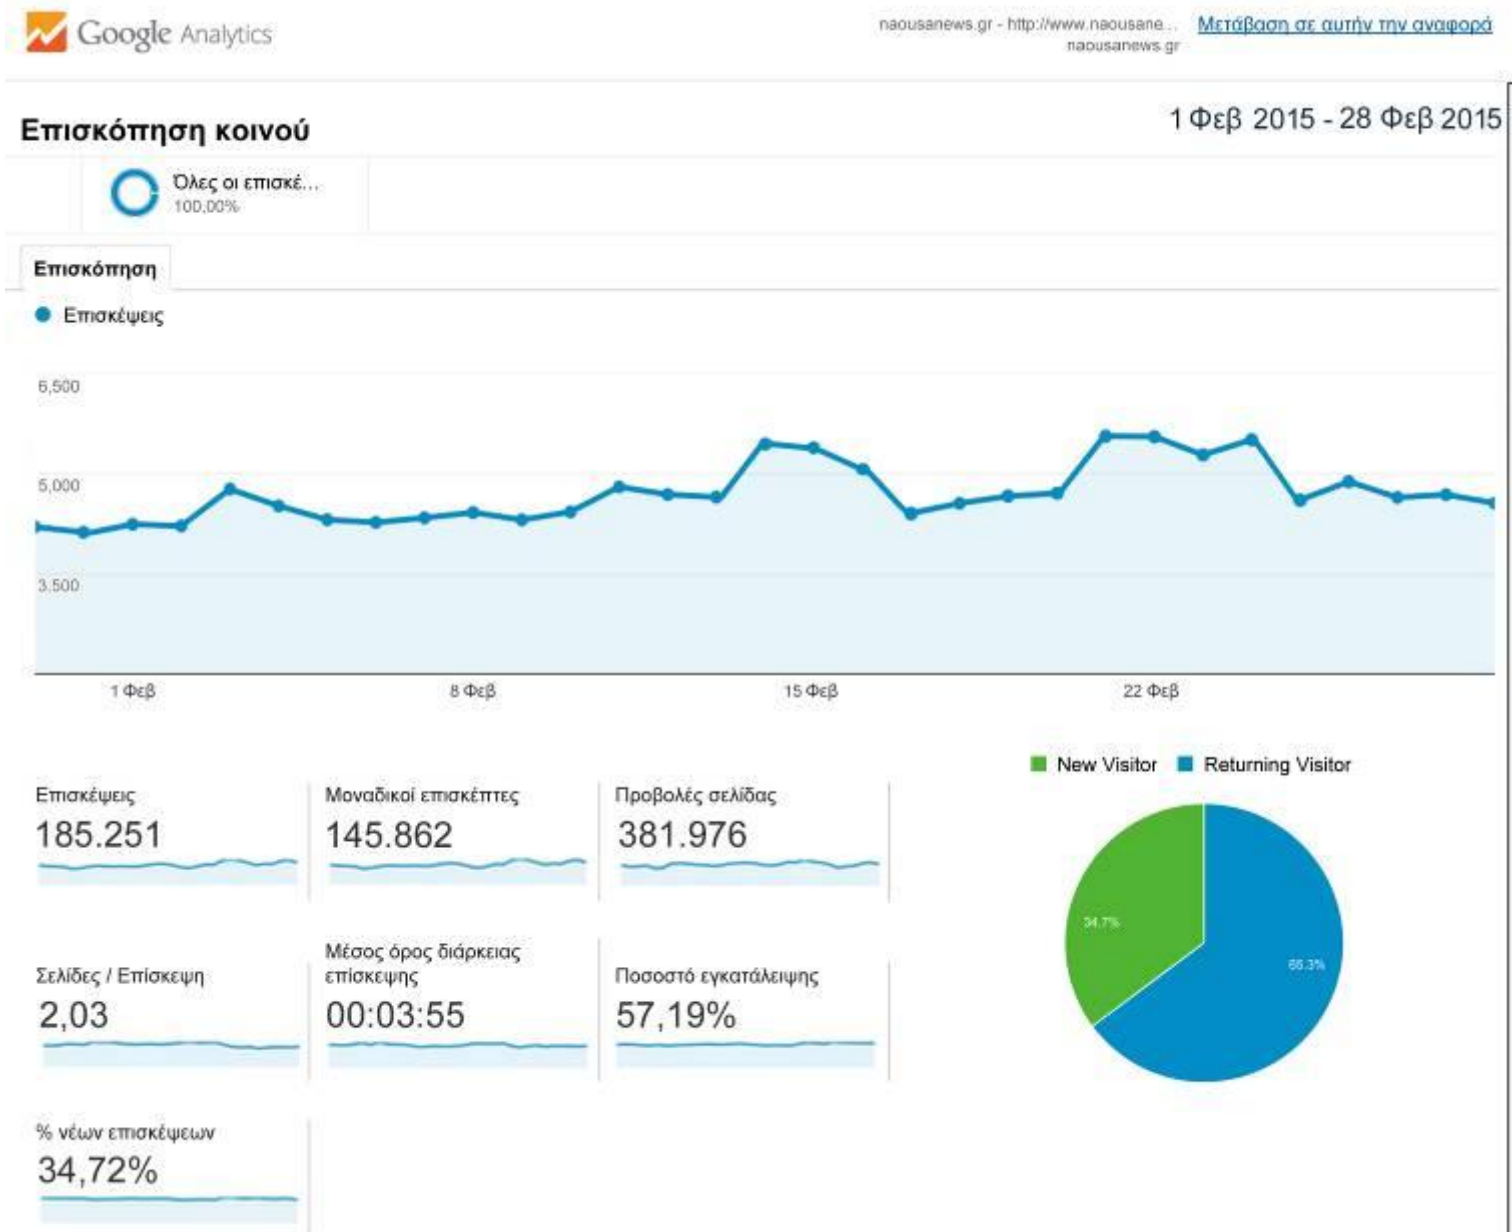 Google Analytics
naousanews.gr - http://www.naousane...
naousanews.gr
Μετάβαση σε αυτήν την αναφορά
Επισκόπηση κοινού
1 Φεβ 2015 - 28 Φεβ 2015
Όλες οι επισκέ...
100,00%
Επισκόπηση
Επισκέψεις
6,500
5,000
3.500
1 Φεβ
8 Φεβ
15 Φεβ
22 Φεβ
New Visitor
Returning Visitor
Επισκέψεις
185.251
Μοναδικοί επισκέπτες
145.862
Προβολές σελίδας
381.976
34.7%
65.3%
Σελίδες / Επίσκεψη
2,03
Μέσος όρος διάρκειας
επίσκεψης
00:03:55
Ποσοστό εγκατάλειψης
57,19%
% νέων επισκέψεων
34,72%